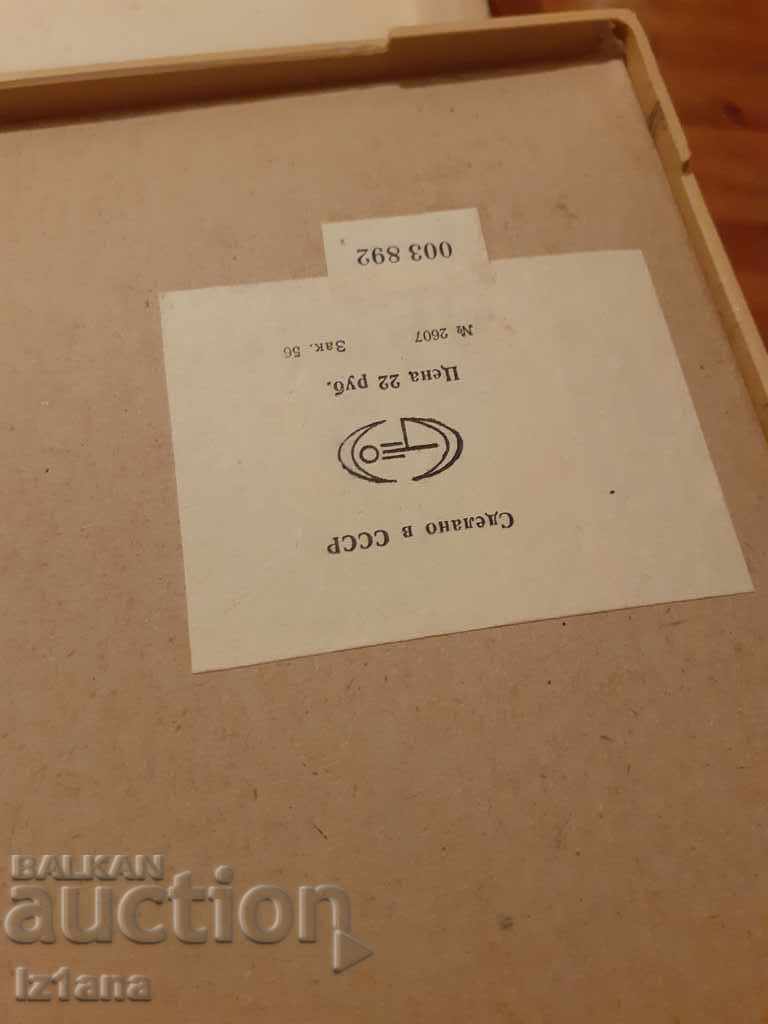 Сделано в СССР
Цена 22 руб.
№ 2607 Зак. 56
003 892
BALKAN
auction
iz1ana